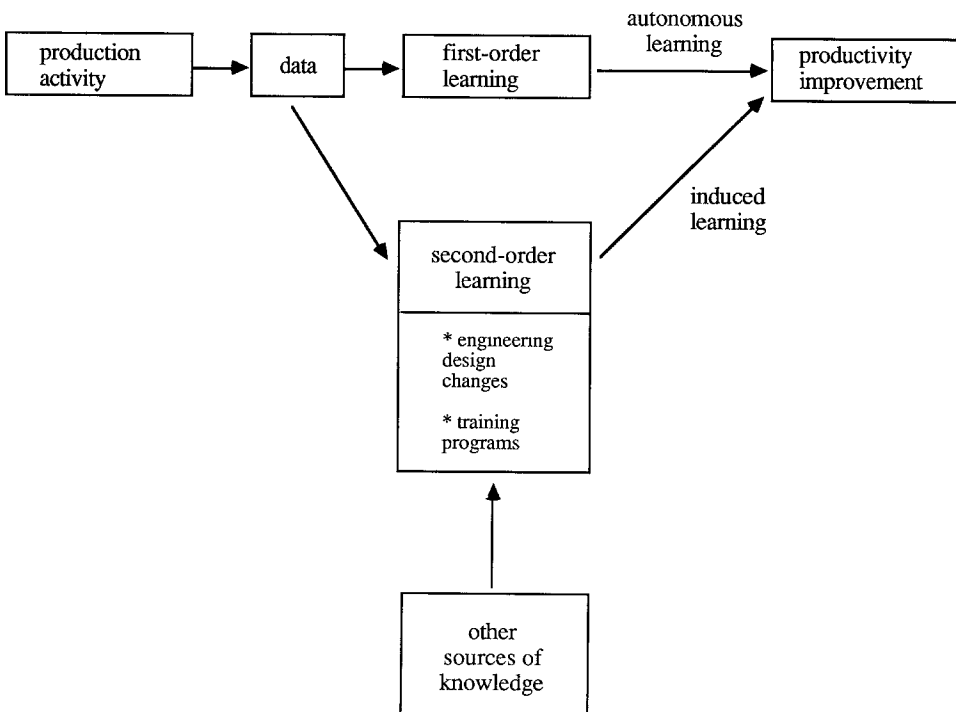 production
activity
data
first-order
learning
autonomous
learning
productivity
improvement
induced
learning
second-order
learning
* engineering
design
changes
* training
programs
other
sources of
knowledge